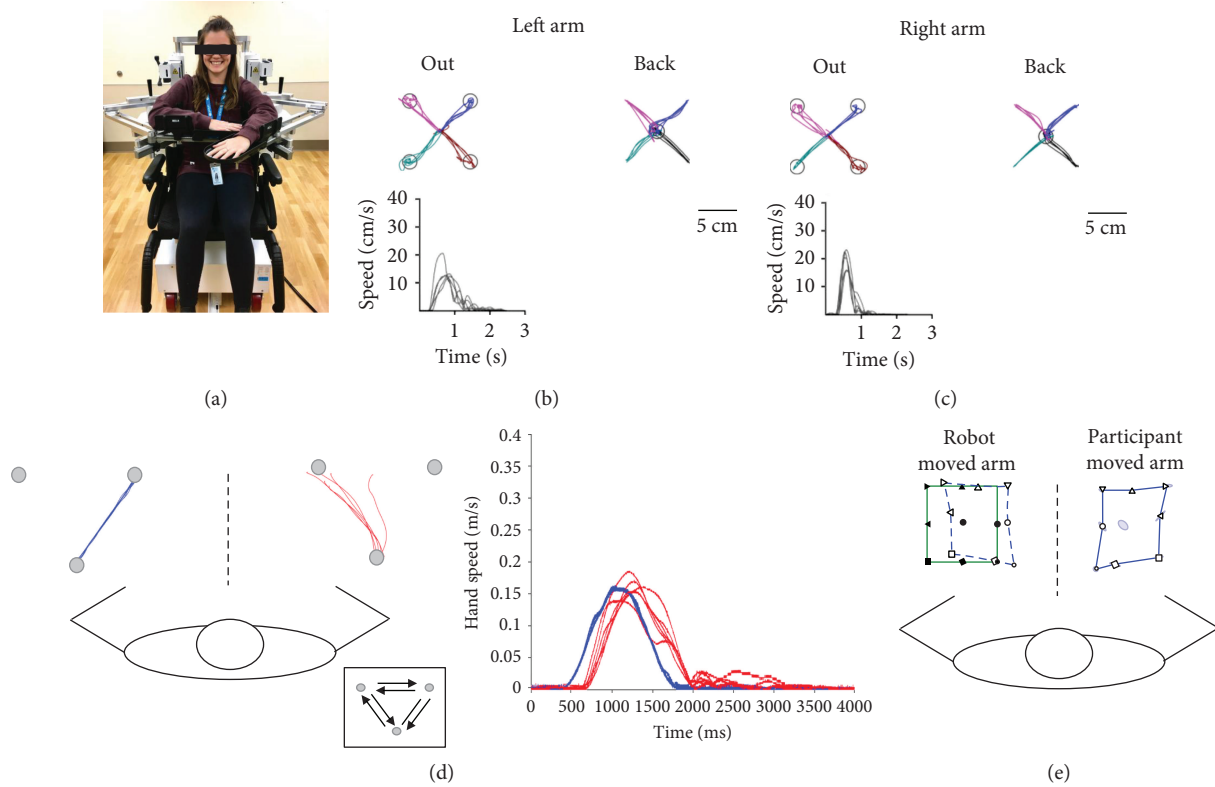 Left arm
Out
Back
40
30
20
10
Speed (cm/s)
1
2
3
Time (s)
5 cm
Right arm
Out
Back
40
30
20
10
Speed (cm/s)
1
2
3
Time (s)
5 cm
(a)
(b)
(c)
0.4
0.35
0.3
0.25
0.2
0.15
0.1
0.05
0
Hand speed (m/s)
0
500
1000
1500
2000
2500
3000
3500
4000
Time (ms)
Robot
moved arm
Participant
moved arm
(d)
(e)